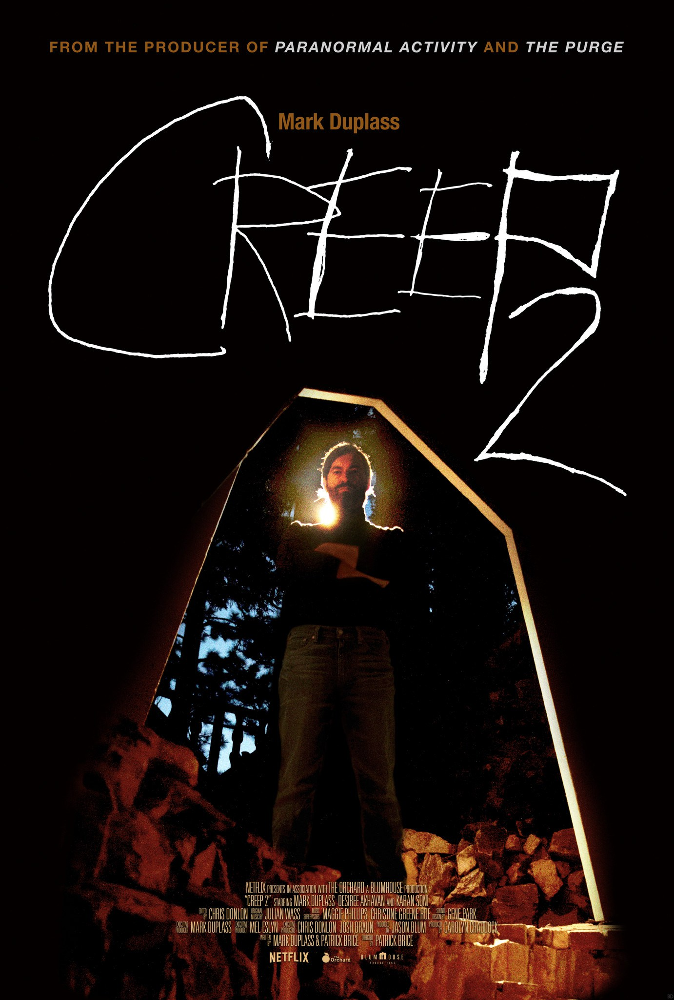 FROM THE PRODUCER OF PARANORMAL ACTIVITY AND THE PURGE
Mark Duplass
CREEP
2
NETFLIX PRESENTS IN ASSOCIATION WITH THE ORCHARD A BLUMHOUSE PRODUCTION
"CREEP 2" STARRING MARK DUPLASS DESIREE AKHAVAN AND KARAN SONI
EDITED BY CHRIS DONLON ORIGINAL MUSIC BY JULIAN WASS MUSIC SUPERVISORS MAGGIE PHILLIPS CHRISTINE GREENE ROE SOUND DESIGN BY GENE PARK
EXECUTIVE PRODUCER MARK DUPLASS EXECUTIVE PRODUCER MEL ESLYN EXECUTIVE PRODUCERS CHRIS DONLON JOSH BRAUN PRODUCED BY JASON BLUM PRODUCED BY CAROLYN CRADDOCK
WRITTEN BY MARK DUPLASS & PATRICK BRICE DIRECTED BY PATRICK BRICE
NETFLIX The Orchard BLUMHOUSE PRODUCTIONS
BD